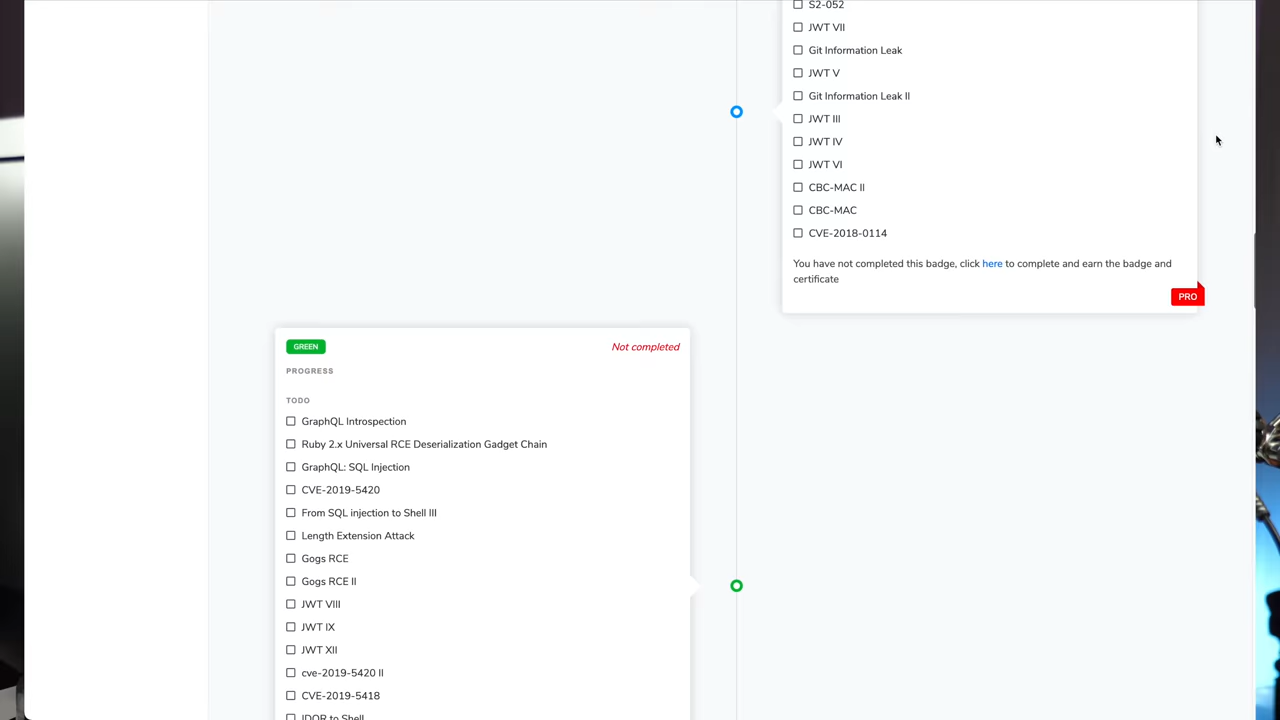 S2-052
JWT VII
Git Information Leak
JWT V
Git Information Leak II
JWT III
JWT IV
JWT VI
CBC-MAC II
CBC-MAC
CVE-2018-0114
You have not completed this badge, click here to complete and earn the badge and
certificate
PRO
GREEN
Not completed
PROGRESS
TODO
GraphQL Introspection
Ruby 2.x Universal RCE Deserialization Gadget Chain
GraphQL: SQL Injection
CVE-2019-5420
From SQL injection to Shell III
Length Extension Attack
Gogs RCE
Gogs RCE II
JWT VIII
JWT IX
JWT XII
cve-2019-5420 II
CVE-2019-5418
IDOR to Shell